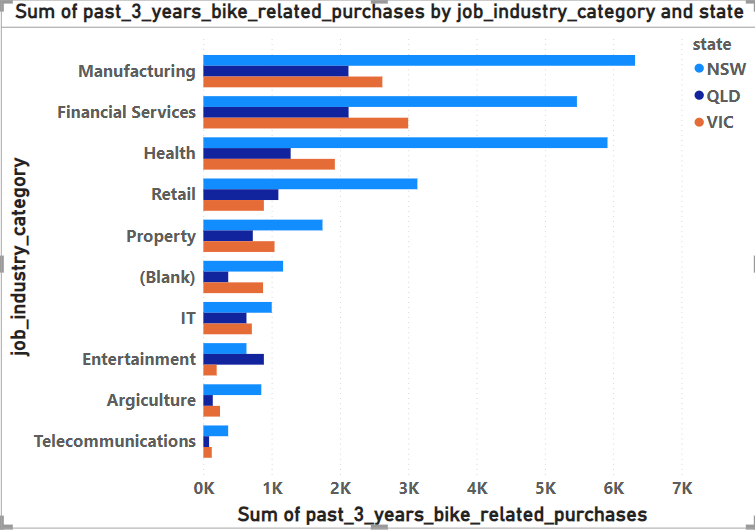 Sum of past_3_years_bike_related_purchases by job_industry_category and state
state
NSW
QLD
VIC
job_industry_category
Manufacturing
Financial Services
Health
Retail
Property
(Blank)
IT
Entertainment
Argiculture
Telecommunications
0K 1K 2K 3K 4K 5K 6K 7K
Sum of past_3_years_bike_related_purchases